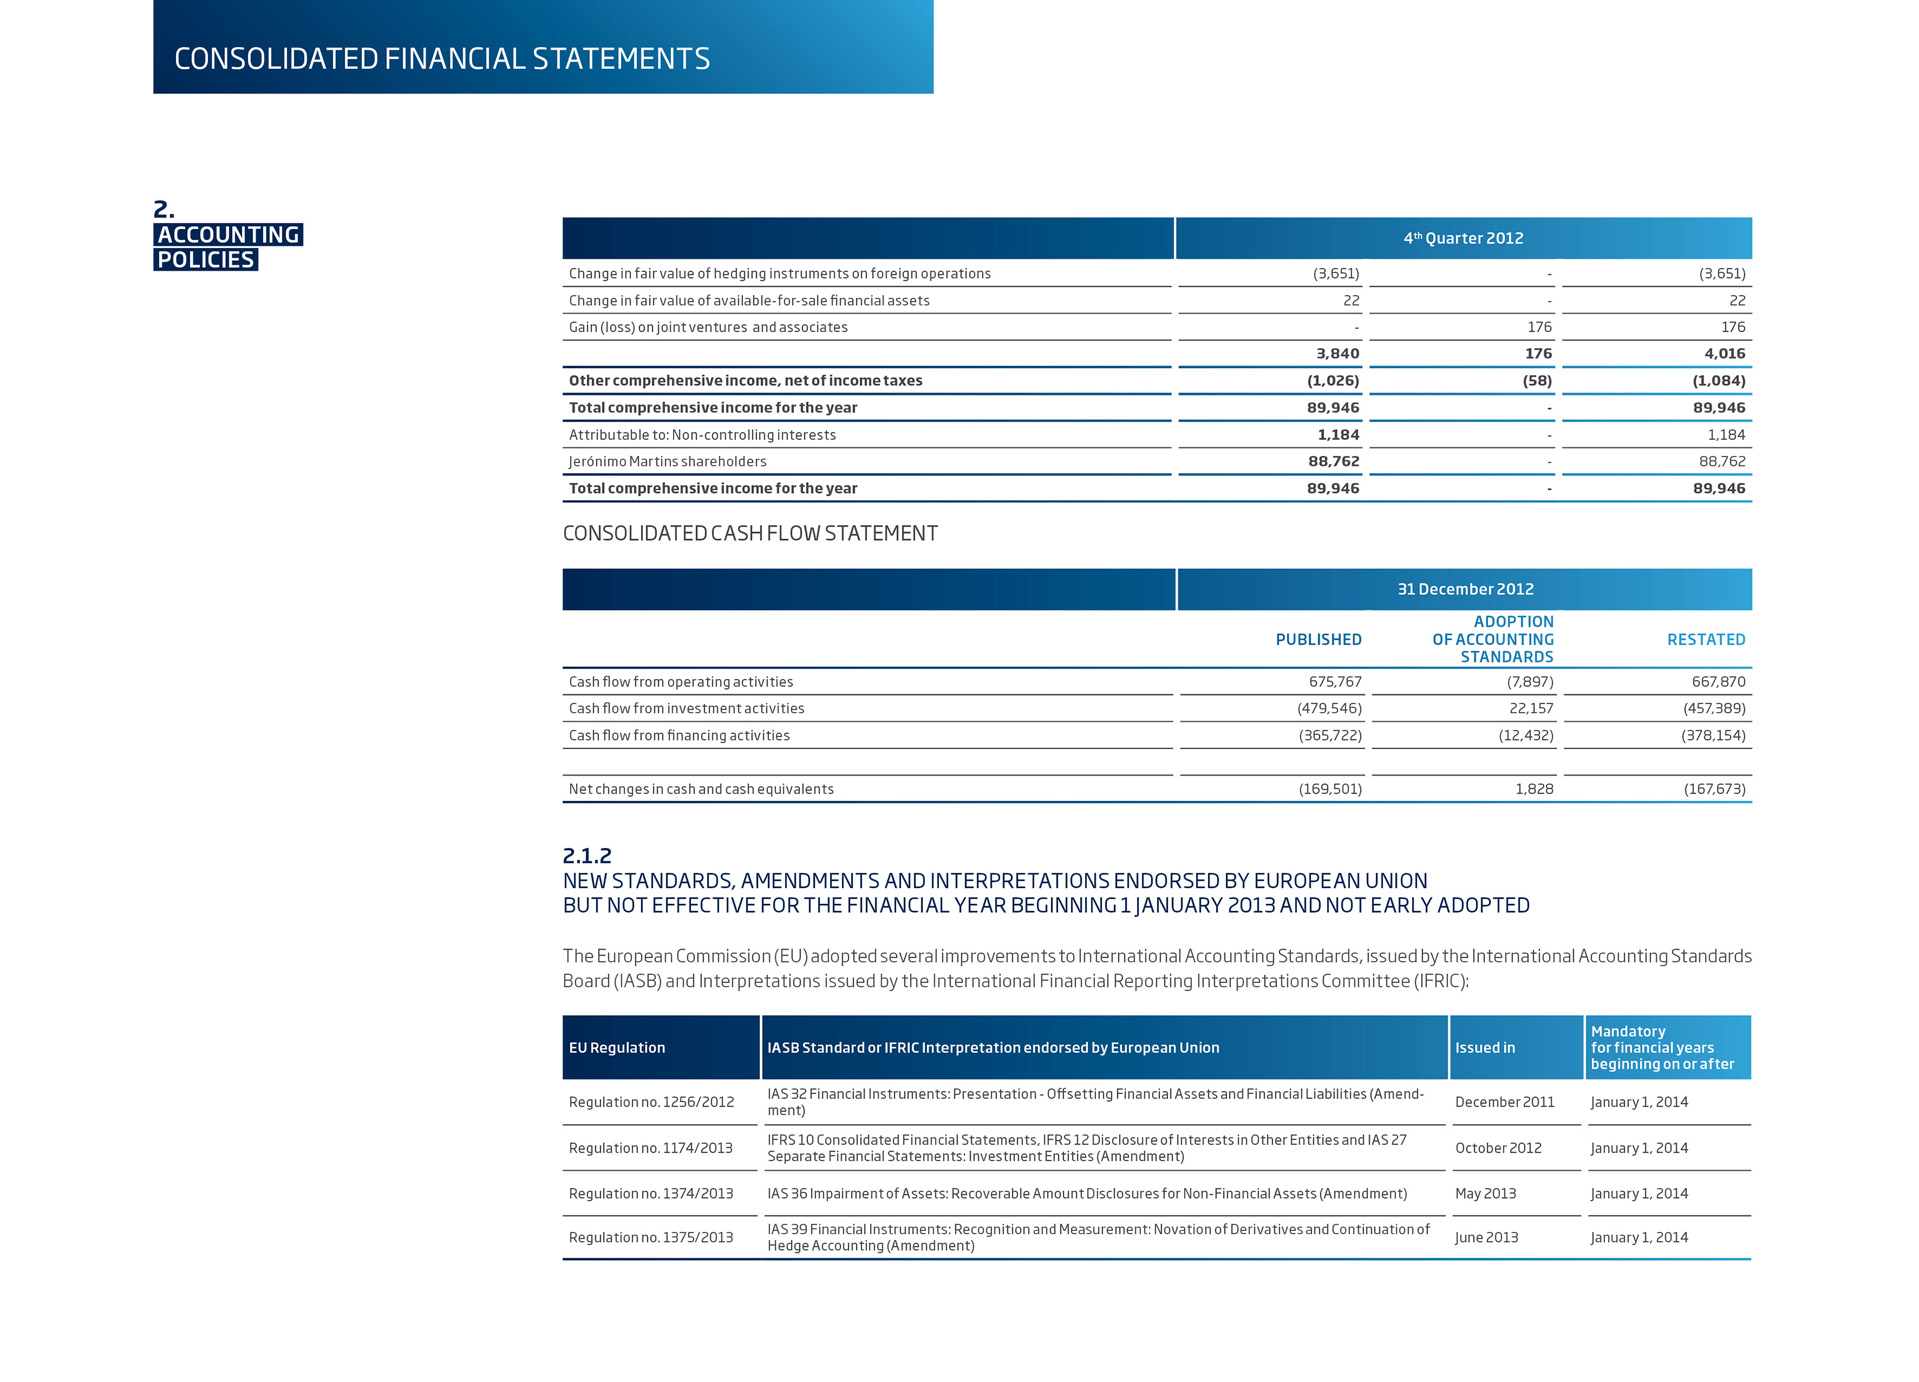 CONSOLIDATED FINANCIAL STATEMENTS
2.
ACCOUNTING
POLICIES
4th Quarter 2012
Change in fair value of hedging instruments on foreign operations (3,651) - (3,651)
Change in fair value of available-for-sale financial assets 22 - 22
Gain (loss) on joint ventures and associates - 176 176
3,840 176 4,016
Other comprehensive income, net of income taxes (1,026) (58) (1,084)
Total comprehensive income for the year 89,946 - 89,946
Attributable to: Non-controlling interests 1,184 - 1,184
Jerónimo Martins shareholders 88,762 - 88,762
Total comprehensive income for the year 89,946 - 89,946
CONSOLIDATED CASH FLOW STATEMENT
31 December 2012
PUBLISHED ADOPTION OF ACCOUNTING STANDARDS RESTATED
Cash flow from operating activities 675,767 (7,897) 667,870
Cash flow from investment activities (479,546) 22,157 (457,389)
Cash flow from financing activities (365,722) (12,432) (378,154)
Net changes in cash and cash equivalents (169,501) 1,828 (167,673)
2.1.2
NEW STANDARDS, AMENDMENTS AND INTERPRETATIONS ENDORSED BY EUROPEAN UNION
BUT NOT EFFECTIVE FOR THE FINANCIAL YEAR BEGINNING 1 JANUARY 2013 AND NOT EARLY ADOPTED
The European Commission (EU) adopted several improvements to International Accounting Standards, issued by the International Accounting Standards
Board (IASB) and Interpretations issued by the International Financial Reporting Interpretations Committee (IFRIC):
EU Regulation IASB Standard or IFRIC Interpretation endorsed by European Union Issued in Mandatory for financial years beginning on or after
Regulation no. 1256/2012 IAS 32 Financial Instruments: Presentation - Offsetting Financial Assets and Financial Liabilities (Amend-
ment) December 2011 January 1, 2014
Regulation no. 1174/2013 IFRS 10 Consolidated Financial Statements, IFRS 12 Disclosure of Interests in Other Entities and IAS 27
Separate Financial Statements: Investment Entities (Amendment) October 2012 January 1, 2014
Regulation no. 1374/2013 IAS 36 Impairment of Assets: Recoverable Amount Disclosures for Non-Financial Assets (Amendment) May 2013 January 1, 2014
Regulation no. 1375/2013 IAS 39 Financial Instruments: Recognition and Measurement: Novation of Derivatives and Continuation of
Hedge Accounting (Amendment) June 2013 January 1, 2014